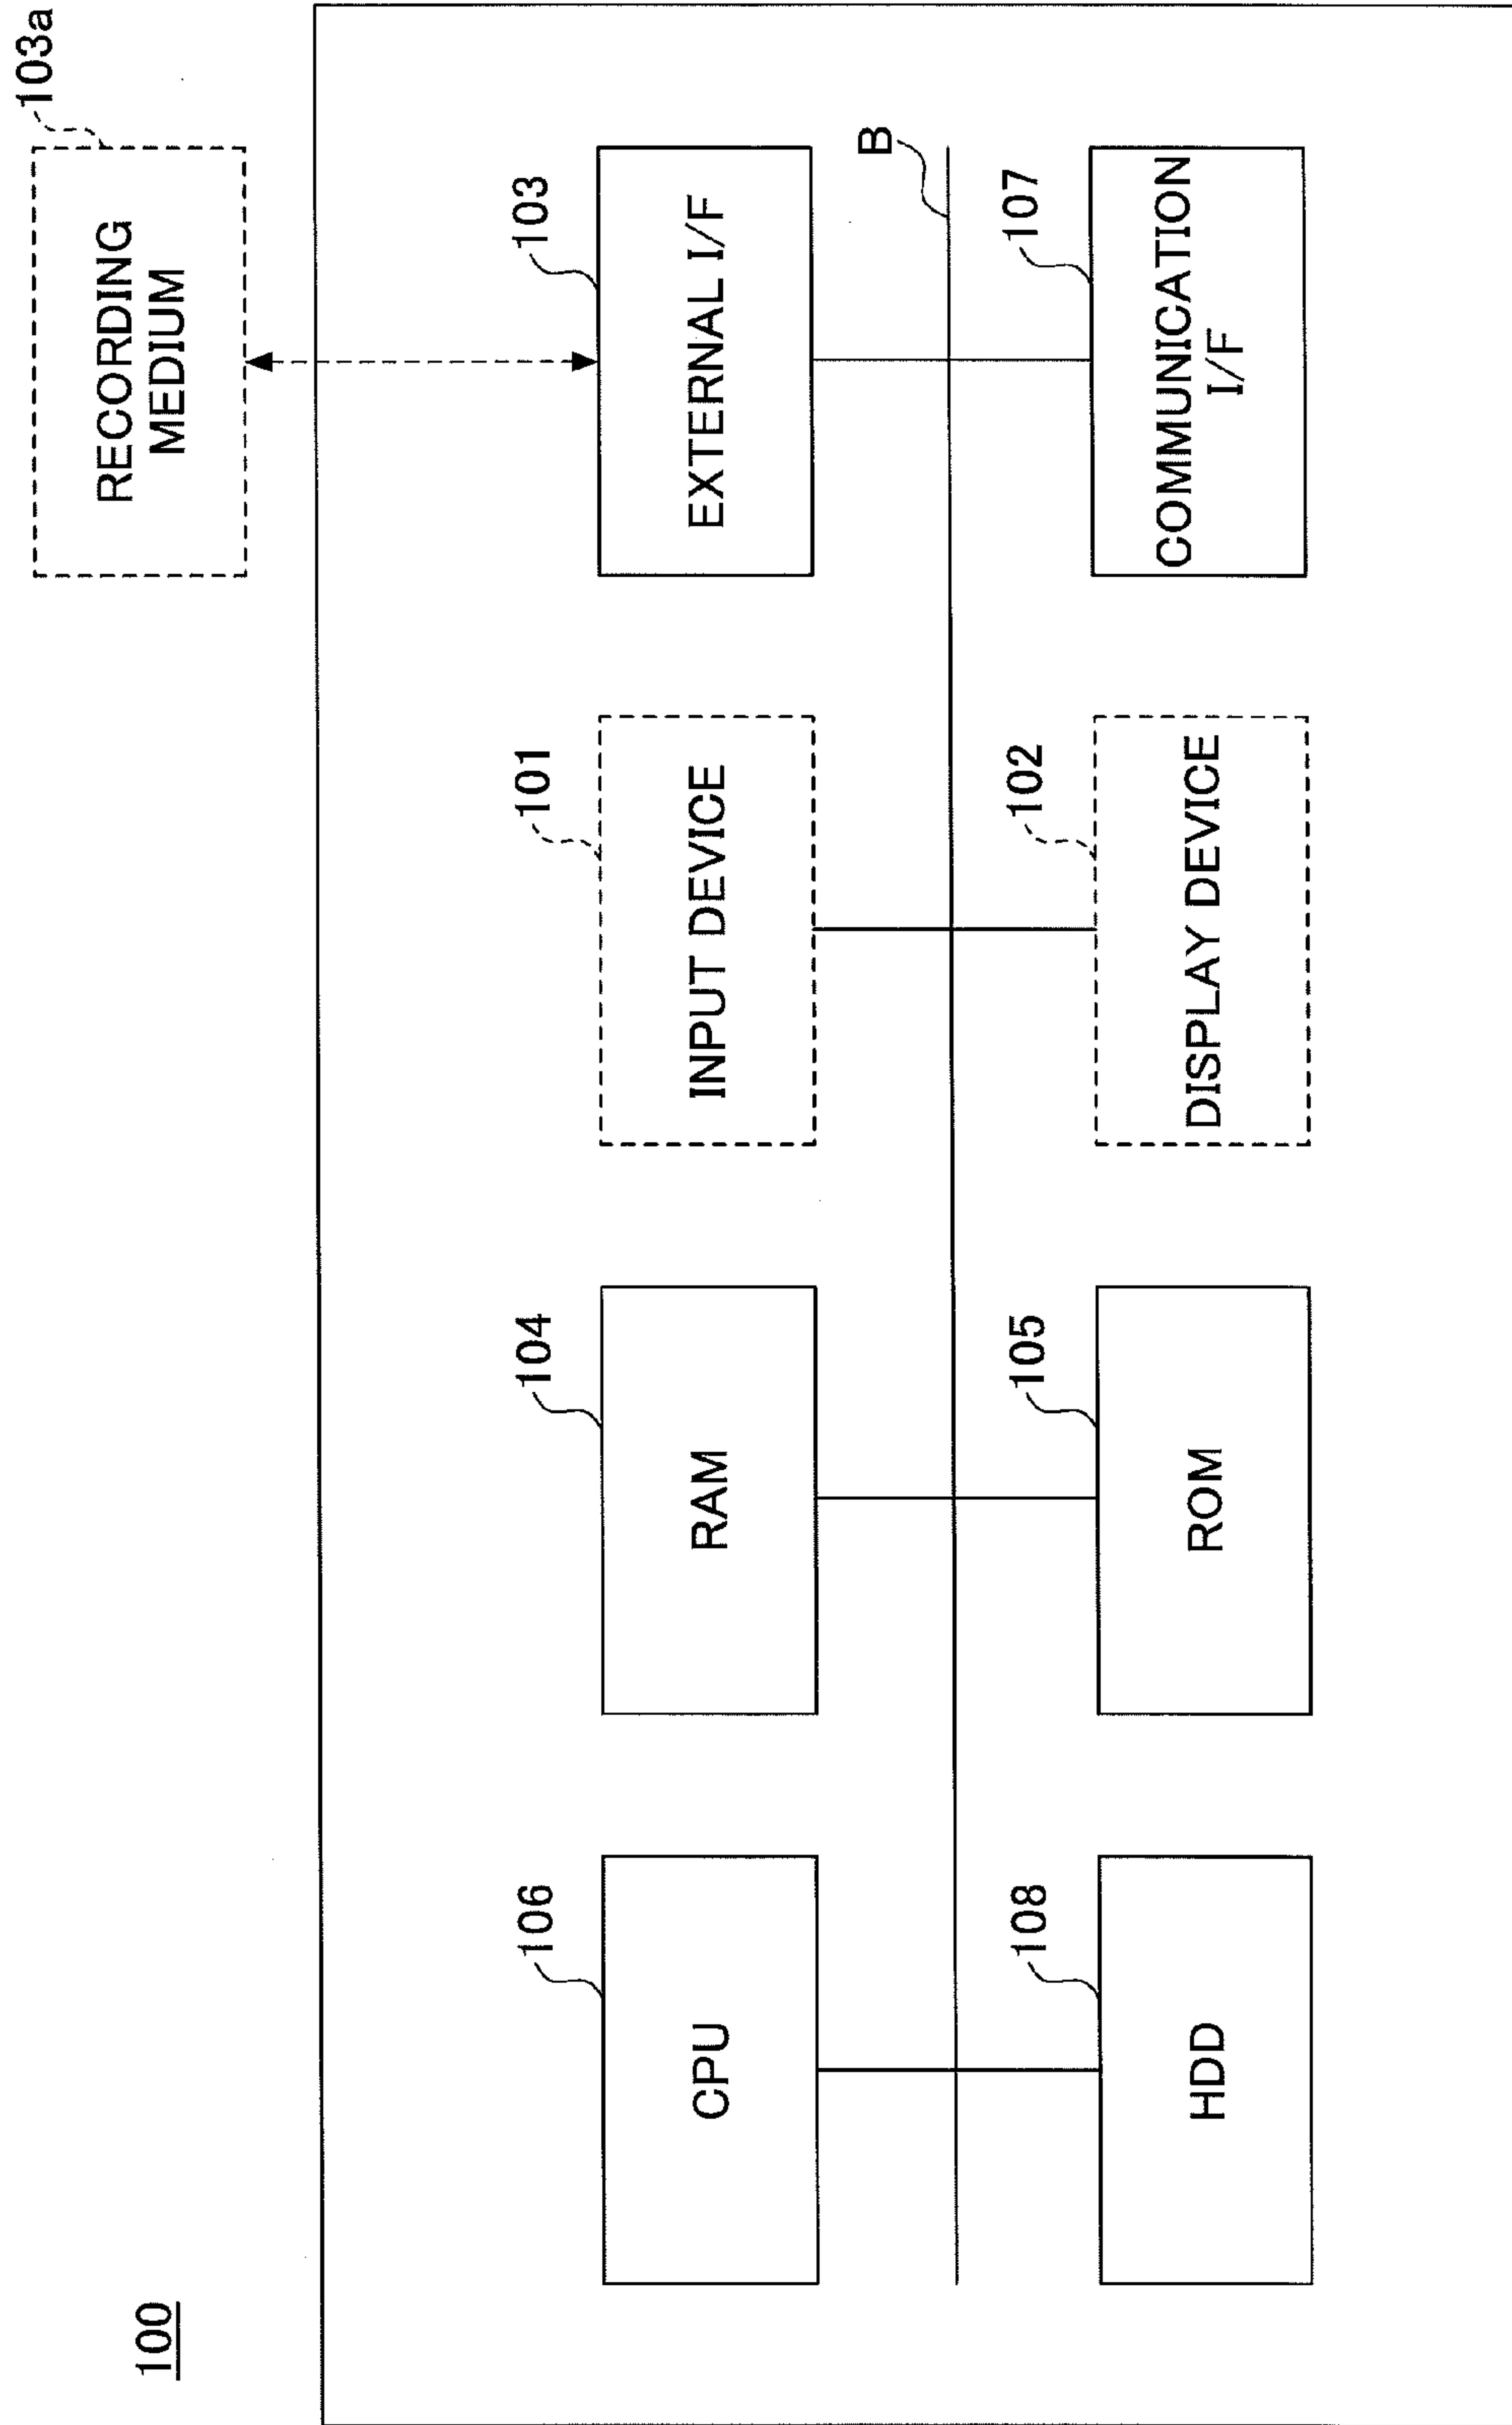 100
RECORDING
MEDIUM
103a
106
CPU
104
RAM
101
INPUT DEVICE
103
EXTERNAL I/F
B
108
HDD
105
ROM
102
DISPLAY DEVICE
107
COMMUNICATION
I/F